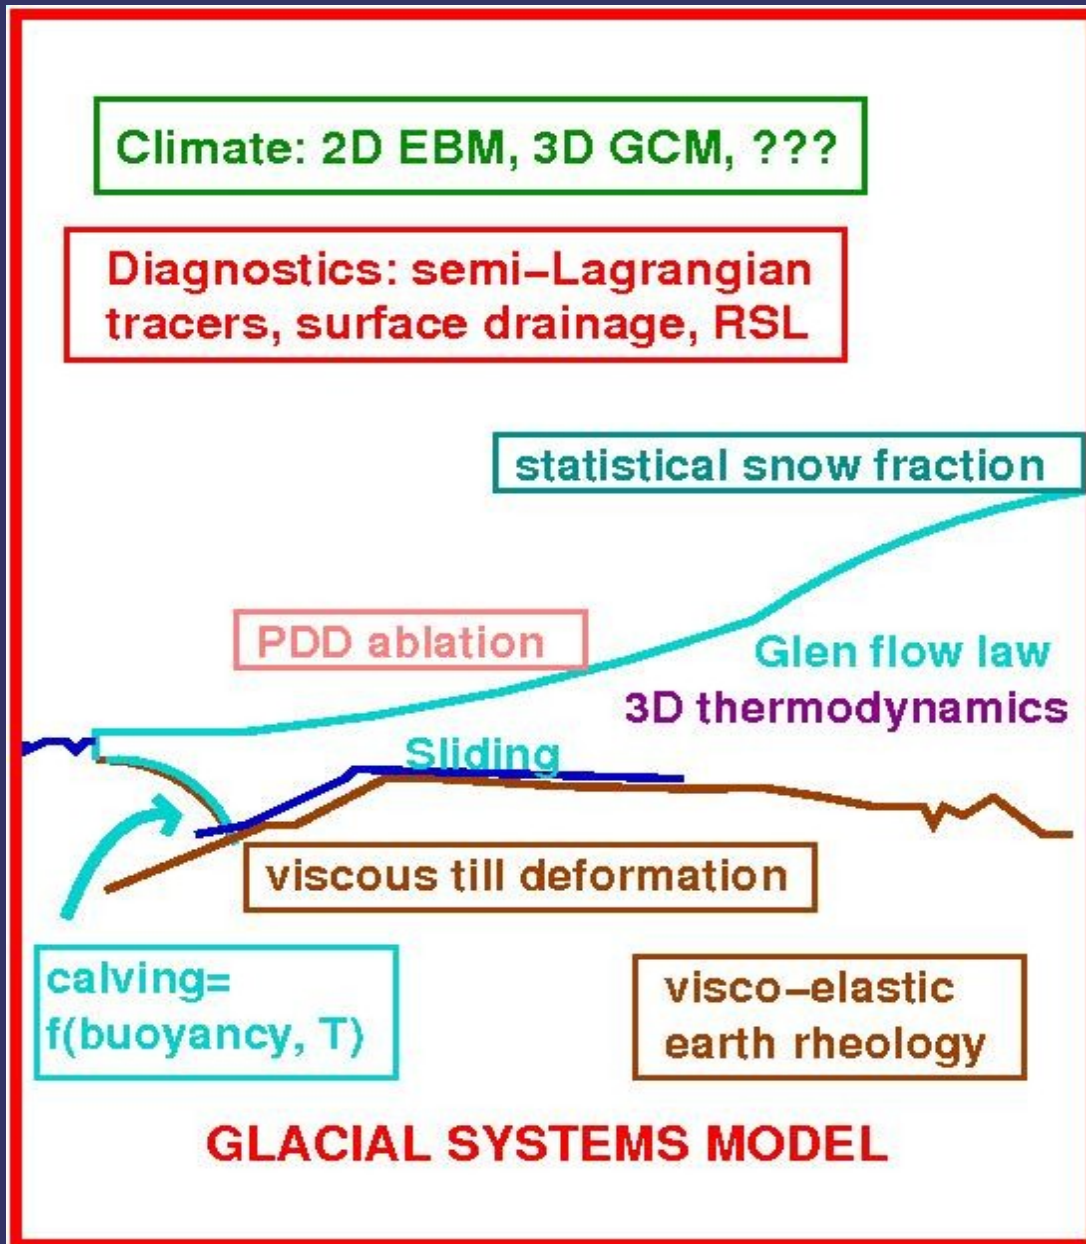 Climate: 2D EBM, 3D GCM, ???
Diagnostics: semi–Lagrangian
tracers, surface drainage, RSL
statistical snow fraction
PDD ablation
Glen flow law
3D thermodynamics
Sliding
viscous till deformation
calving=
f(buoyancy, T)
visco–elastic
earth rheology
GLACIAL SYSTEMS MODEL